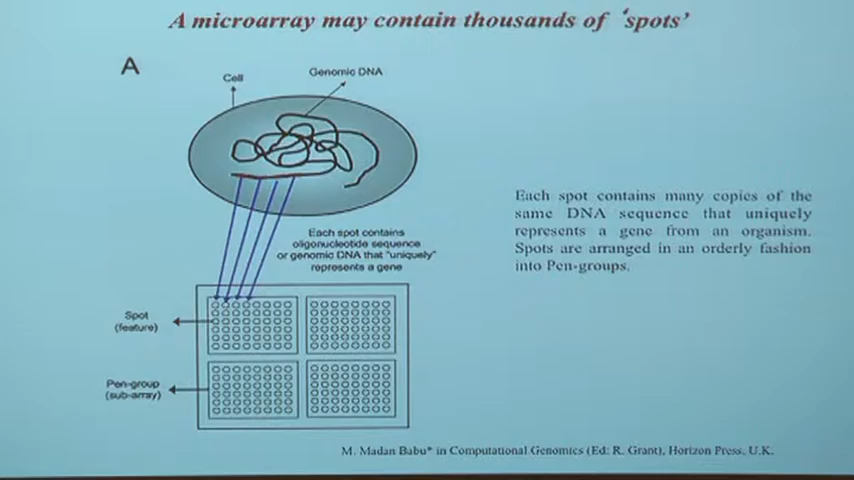 A microarray may contain thousands of 'spots'
A
Cell
Genomic DNA
Each spot contains
oligonucleotide sequence
or genomic DNA that "uniquely"
represents a gene
Each spot contains many copies of the
same DNA sequence that uniquely
represents a gene from an organism.
Spots are arranged in an orderly fashion
into Pen-groups.
Spot
(feature)
Pen-group
(sub-array)
M. Madan Babu* in Computational Genomics (Ed: R. Grant), Horizon Press, U.K.